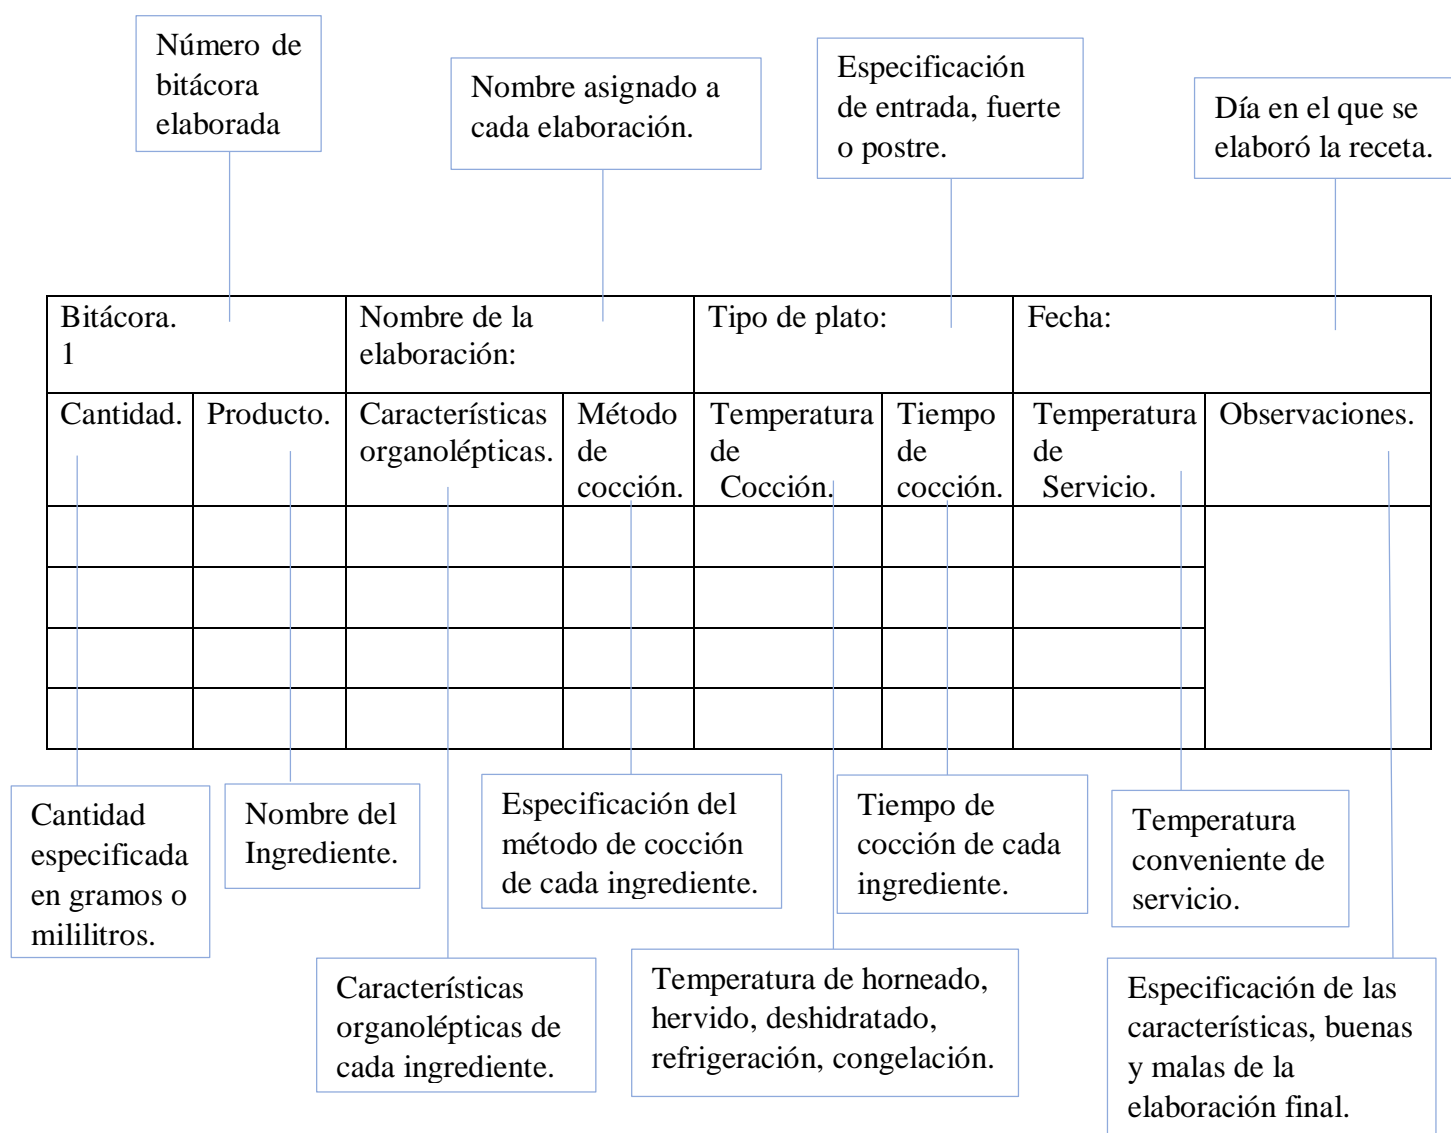 Número de
bitácora
elaborada
Nombre asignado a
cada elaboración.
Especificación
de entrada, fuerte
o postre.
Día en el que se
elaboró la receta.
Bitácora.
1
Nombre de la
elaboración:
Tipo de plato:
Fecha:
Cantidad.
Producto.
Características
organolépticas.
Método
de
cocción.
Temperatura
de
Cocción.
Tiempo
de
cocción.
Temperatura
de
Servicio.
Observaciones.
Cantidad
especificada
en gramos o
mililitros.
Nombre del
Ingrediente.
Especificación del
método de cocción
de cada ingrediente.
Tiempo de
cocción de cada
ingrediente.
Temperatura
conveniente de
servicio.
Características
organolépticas de
cada ingrediente.
Temperatura de horneado,
hervido, deshidratado,
refrigeración, congelación.
Especificación de las
características, buenas
y malas de la
elaboración final.